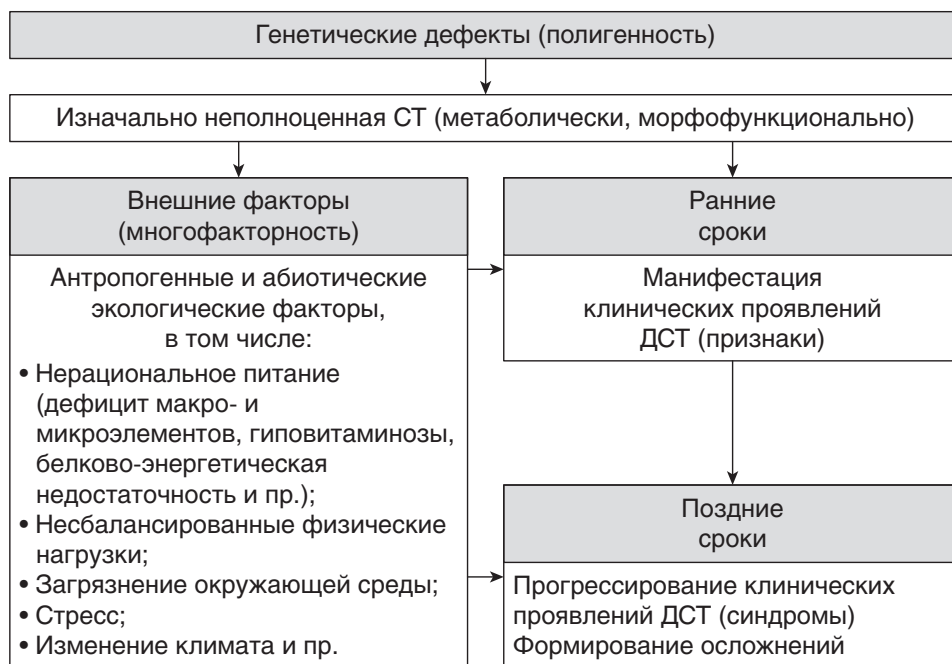 Генетические дефекты (полигенность)
Изначально неполноценная СТ (метаболически, морфофункционально)
Внешние факторы
(многофакторность)
Антропогенные и абиотические
экологические факторы,
в том числе:
• Нерациональное питание
(дефицит макро- и
микроэлементов, гиповитаминозы,
белково-энергетическая
недостаточность и пр.);
• Несбалансированные физические
нагрузки;
• Загрязнение окружающей среды;
• Стресс;
• Изменение климата и пр.
Ранние
сроки
Манифестация
клинических проявлений
ДСТ (признаки)
Поздние
сроки
Прогрессирование клинических
проявлений ДСТ (синдромы)
Формирование осложнений